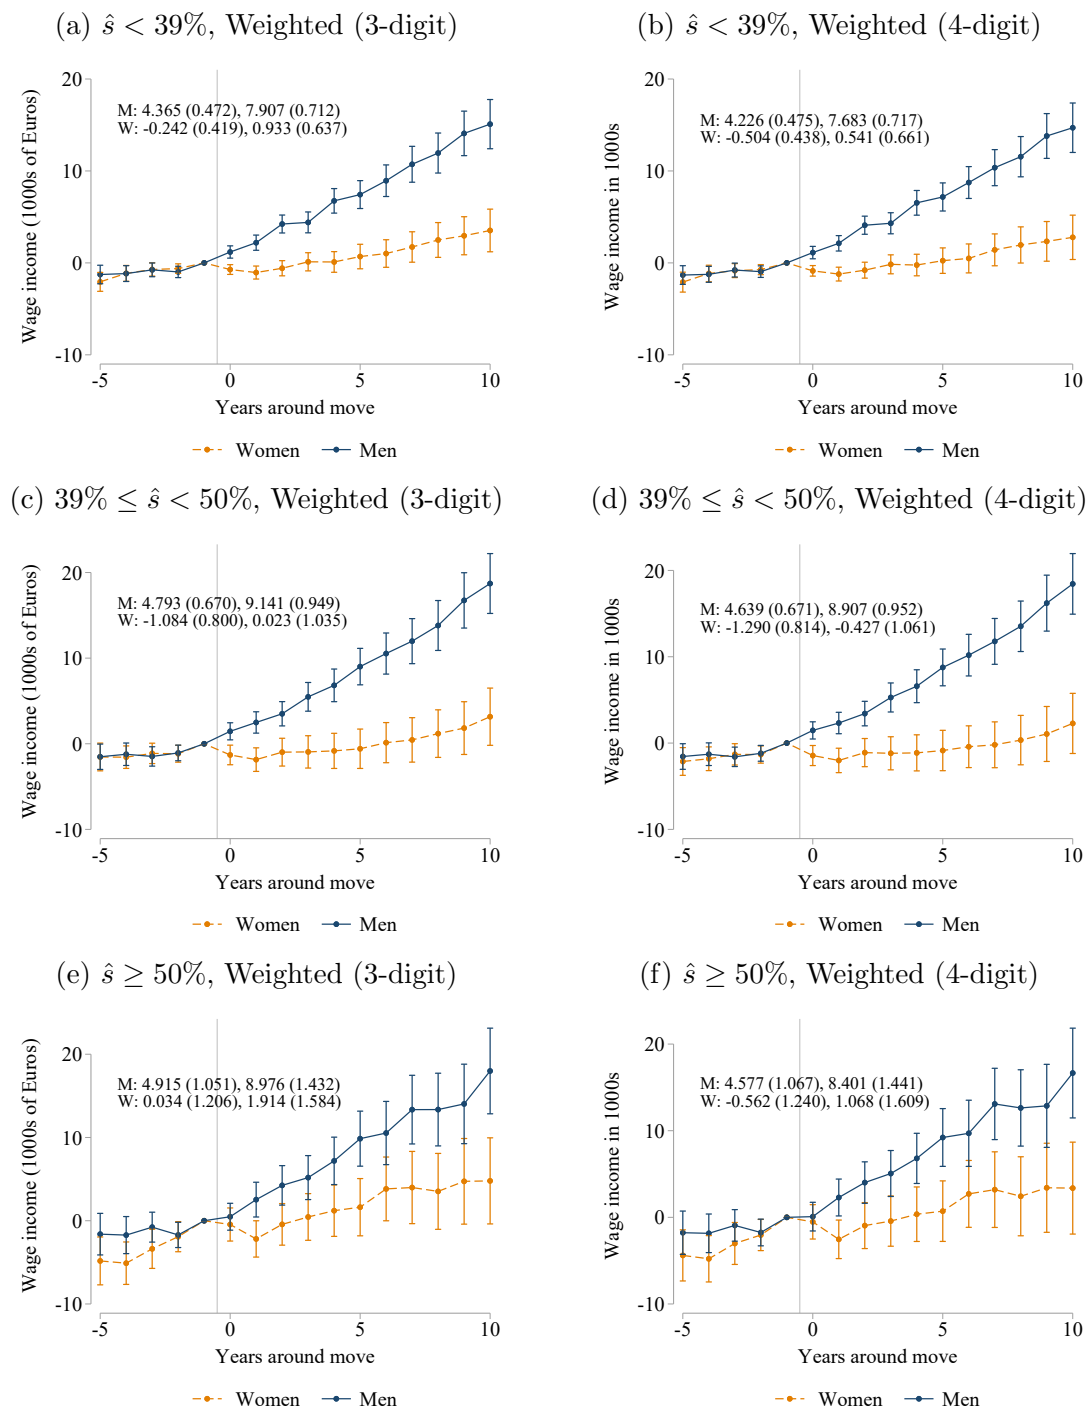 (a) ŝ < 39%, Weighted (3-digit)
Wage income (1000s of Euros)
20
10
0
-10
M: 4.365 (0.472), 7.907 (0.712)
W: -0.242 (0.419), 0.933 (0.637)
-5 0 5 10
Years around move
Women Men
(b) ŝ < 39%, Weighted (4-digit)
Wage income in 1000s
20
10
0
-10
M: 4.226 (0.475), 7.683 (0.717)
W: -0.504 (0.438), 0.541 (0.661)
-5 0 5 10
Years around move
Women Men
(c) 39% ≤ ŝ < 50%, Weighted (3-digit)
Wage income (1000s of Euros)
20
10
0
-10
M: 4.793 (0.670), 9.141 (0.949)
W: -1.084 (0.800), 0.023 (1.035)
-5 0 5 10
Years around move
Women Men
(d) 39% ≤ ŝ < 50%, Weighted (4-digit)
Wage income in 1000s
20
10
0
-10
M: 4.639 (0.671), 8.907 (0.952)
W: -1.290 (0.814), -0.427 (1.061)
-5 0 5 10
Years around move
Women Men
(e) ŝ ≥ 50%, Weighted (3-digit)
Wage income (1000s of Euros)
20
10
0
-10
M: 4.915 (1.051), 8.976 (1.432)
W: 0.034 (1.206), 1.914 (1.584)
-5 0 5 10
Years around move
Women Men
(f) ŝ ≥ 50%, Weighted (4-digit)
Wage income in 1000s
20
10
0
-10
M: 4.577 (1.067), 8.401 (1.441)
W: -0.562 (1.240), 1.068 (1.609)
-5 0 5 10
Years around move
Women Men